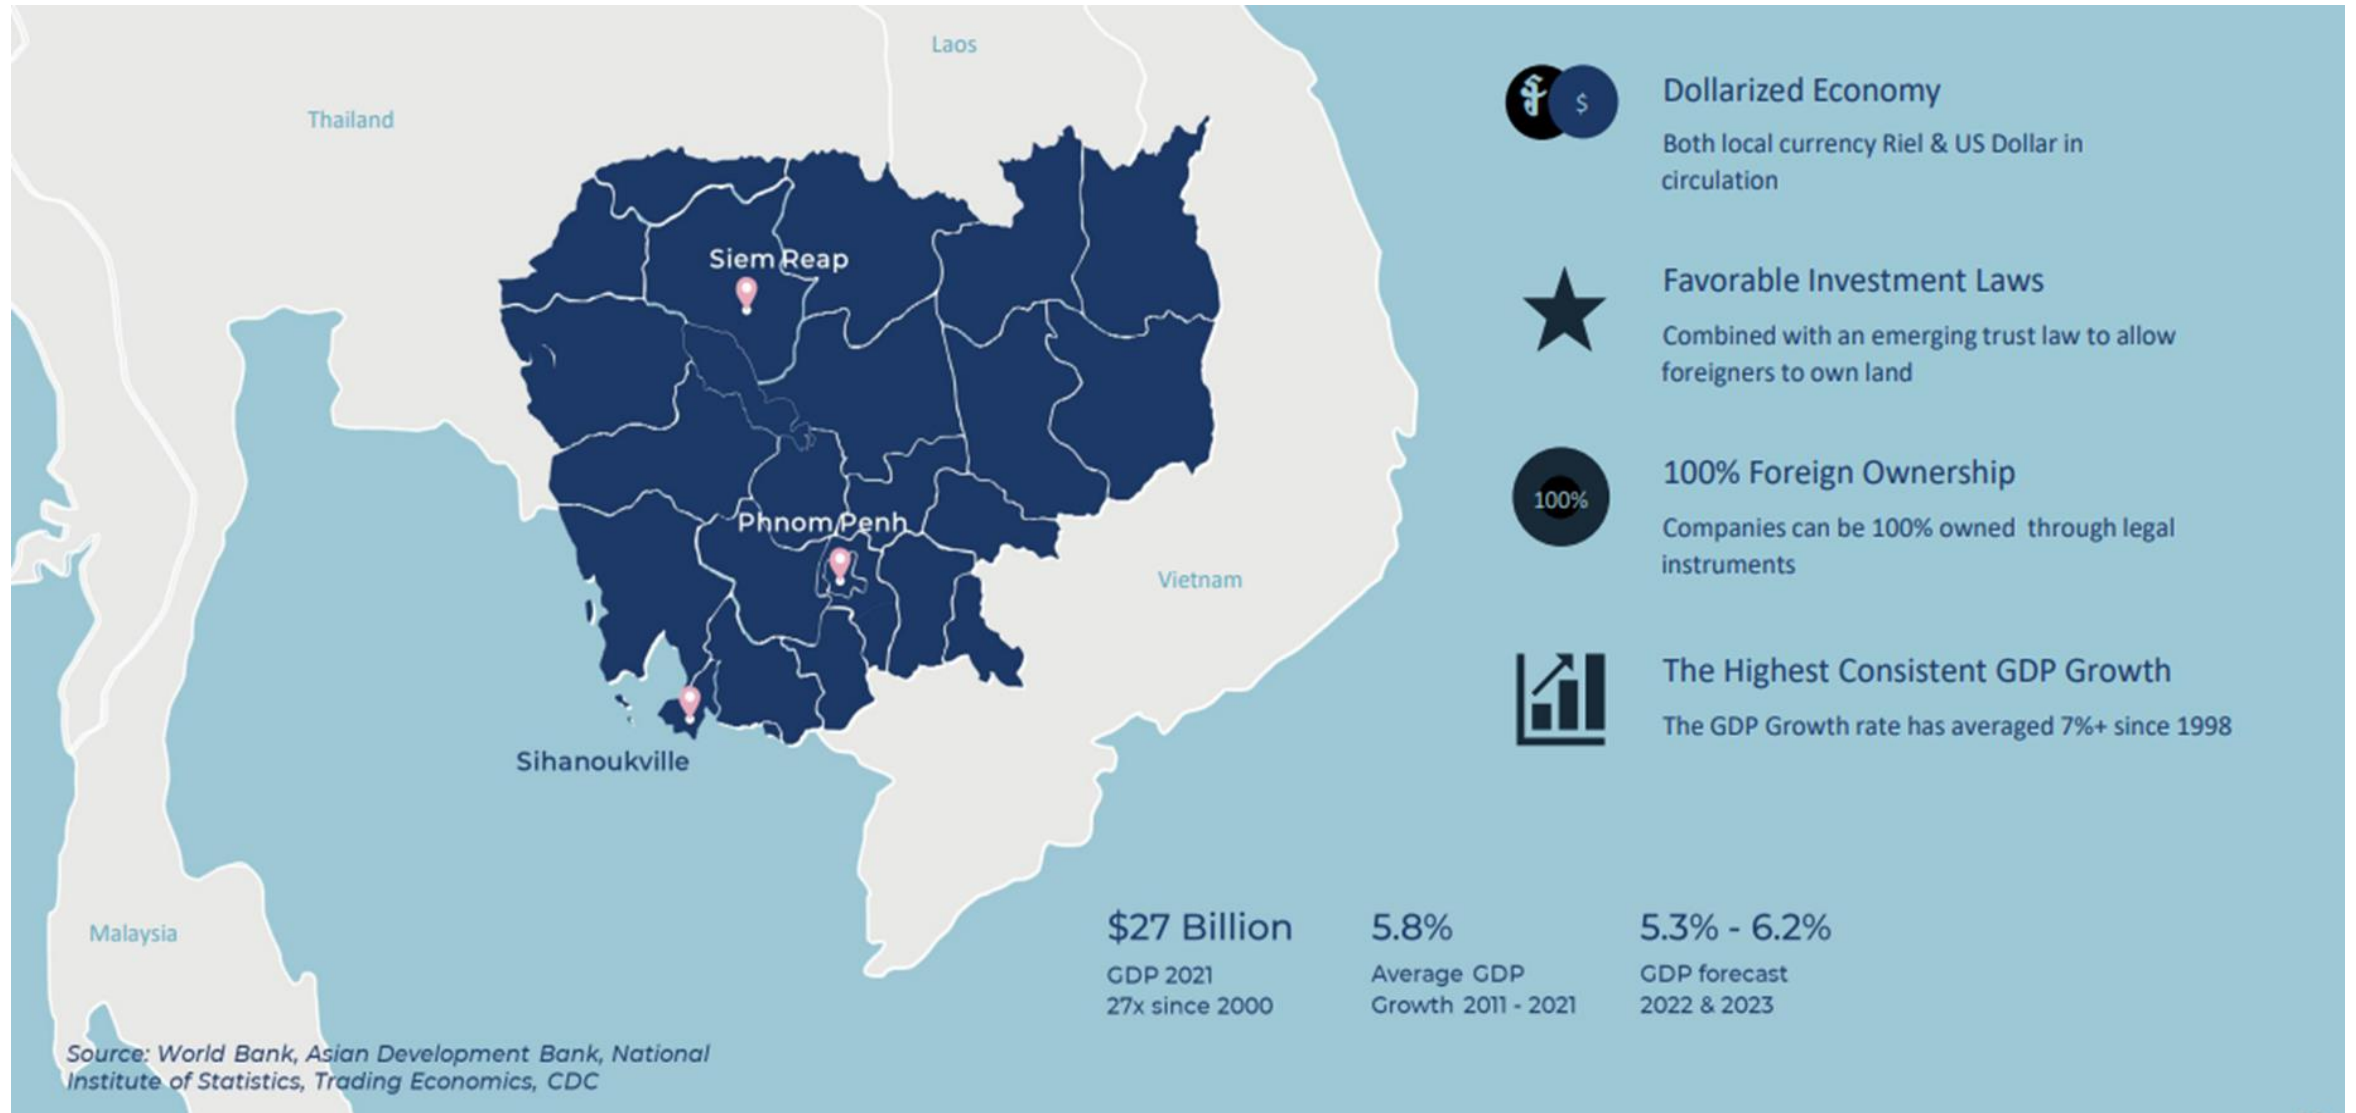 Laos
Thailand
Siem Reap
Phnom Penh
Vietnam
Sihanoukville
Malaysia
Dollarized Economy
Both local currency Riel & US Dollar in
circulation
$
Favorable Investment Laws
Combined with an emerging trust law to allow
foreigners to own land
100% Foreign Ownership
100%
Companies can be 100% owned through legal
instruments
The Highest Consistent GDP Growth
The GDP Growth rate has averaged 7%+ since 1998
$27 Billion
GDP 2021
27x since 2000
5.8%
Average GDP
Growth 2011 - 2021
5.3% - 6.2%
GDP forecast
2022 & 2023
Source: World Bank, Asian Development Bank, National
Institute of Statistics, Trading Economics, CDC